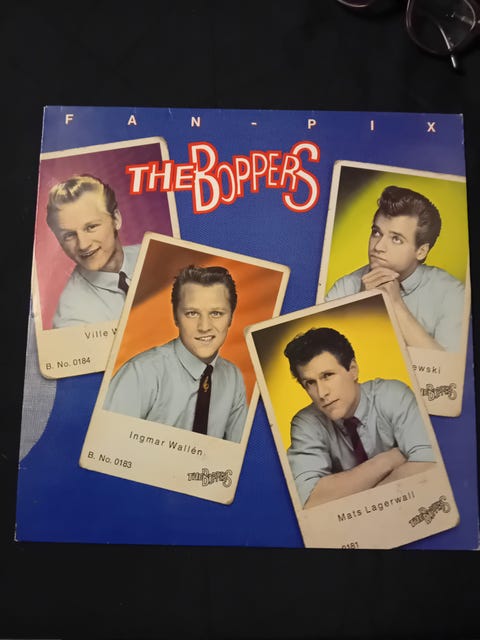 FAN-PIX
THE BOPPERS
Ville
B. No. 0184
ewski
THE BOPPERS
Ingmar Wallén
B. No. 0183
THE BOPPERS
Mats Lagerwall
THE BOPPERS
0181